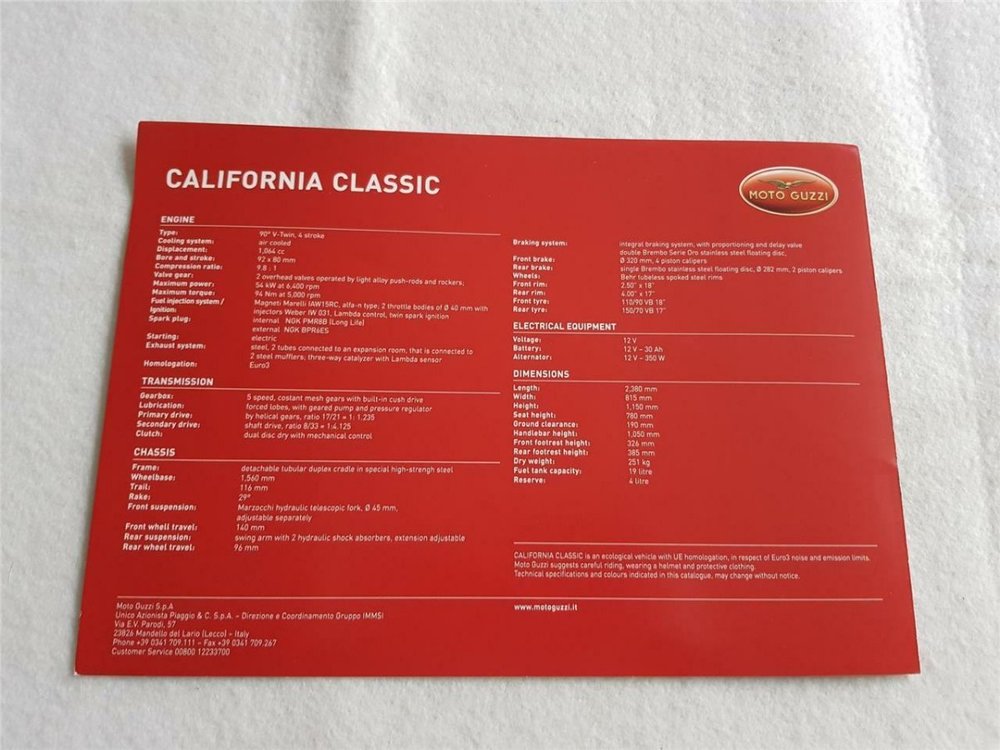 CALIFORNIA CLASSIC
MOTO GUZZI
ENGINE
Type: 90° V-Twin, 4 stroke
Cooling system: air cooled
Displacement: 1,064 cc
Bore and stroke: 92 x 80 mm
Compression ratio: 9,8 : 1
Valve gear: 2 overhead valves operated by light alloy push-rods and rockers;
Maximum power: 54 kW at 6,400 rpm
Maximum torque: 94 Nm at 5,000 rpm
Fuel injection system / Magneti Marelli IAW15RC, alfa-n type; 2 throttle bodies of Ø 40 mm with
Ignition: injectors Weber IW 031, Lambda control, twin spark ignition
Spark plug: internal NGK PMR8B (Long Life)
external NGK BPR6ES
Starting: electric
Exhaust system: steel, 2 tubes connected to an expansion room, that is connected to
2 steel mufflers; three-way catalyzer with Lambda sensor
Homologation: Euro3
TRANSMISSION
Gearbox: 5 speed, costant mesh gears with built-in cush drive
Lubrication: forced lobes, with geared pump and pressure regulator
Primary drive: by helical gears, ratio 17/21 = 1: 1,235
Secondary drive: shaft drive, ratio 8/33 = 1:4,125
Clutch: dual disc dry with mechanical control
CHASSIS
Frame: detachable tubular duplex cradle in special high-strengh steel
Wheelbase: 1,560 mm
Trail: 116 mm
Rake: 29°
Front suspension: Marzocchi hydraulic telescopic fork, Ø 45 mm,
adjustable separately
Front whell travel: 140 mm
Rear suspension: swing arm with 2 hydraulic shock absorbers, extension adjustable
Rear wheel travel: 96 mm
Braking system: integral braking system, with proportioning and delay valve
double Brembo Serie Oro stainless steel floating disc,
Front brake: Ø 320 mm, 4 piston calipers
Rear brake: single Brembo stainless steel floating disc, Ø 282 mm, 2 piston calipers
Wheels: Behr tubeless spoked steel rims
Front rim: 2.50" x 18"
Rear rim: 4.00" x 17"
Front tyre: 110/90 VB 18"
Rear tyre: 150/70 VB 17"
ELECTRICAL EQUIPMENT
Voltage: 12 V
Battery: 12 V – 30 Ah
Alternator: 12 V – 350 W
DIMENSIONS
Length: 2,380 mm
Width: 815 mm
Height: 1,150 mm
Seat height: 780 mm
Ground clearance: 190 mm
Handlebar height: 1,050 mm
Front footrest height: 326 mm
Rear footrest height: 385 mm
Dry weight: 251 kg
Fuel tank capacity: 19 litre
Reserve: 4 litre
CALIFORNIA CLASSIC is an ecological vehicle with UE homologation, in respect of Euro3 noise and emission limits.
Moto Guzzi suggests careful riding, wearing a helmet and protective clothing.
Technical specifications and colours indicated in this catalogue, may change without notice.
Moto Guzzi S.p.A
Unico Azionista Piaggio & C. S.p.A. – Direzione e Coordinamento Gruppo IMMSI
Via E.V. Parodi, 57
23826 Mandello del Lario (Lecco) - Italy
Phone +39 0341 709.111 – Fax +39 0341 709.267
Customer Service 00800 12233700
www.motoguzzi.it